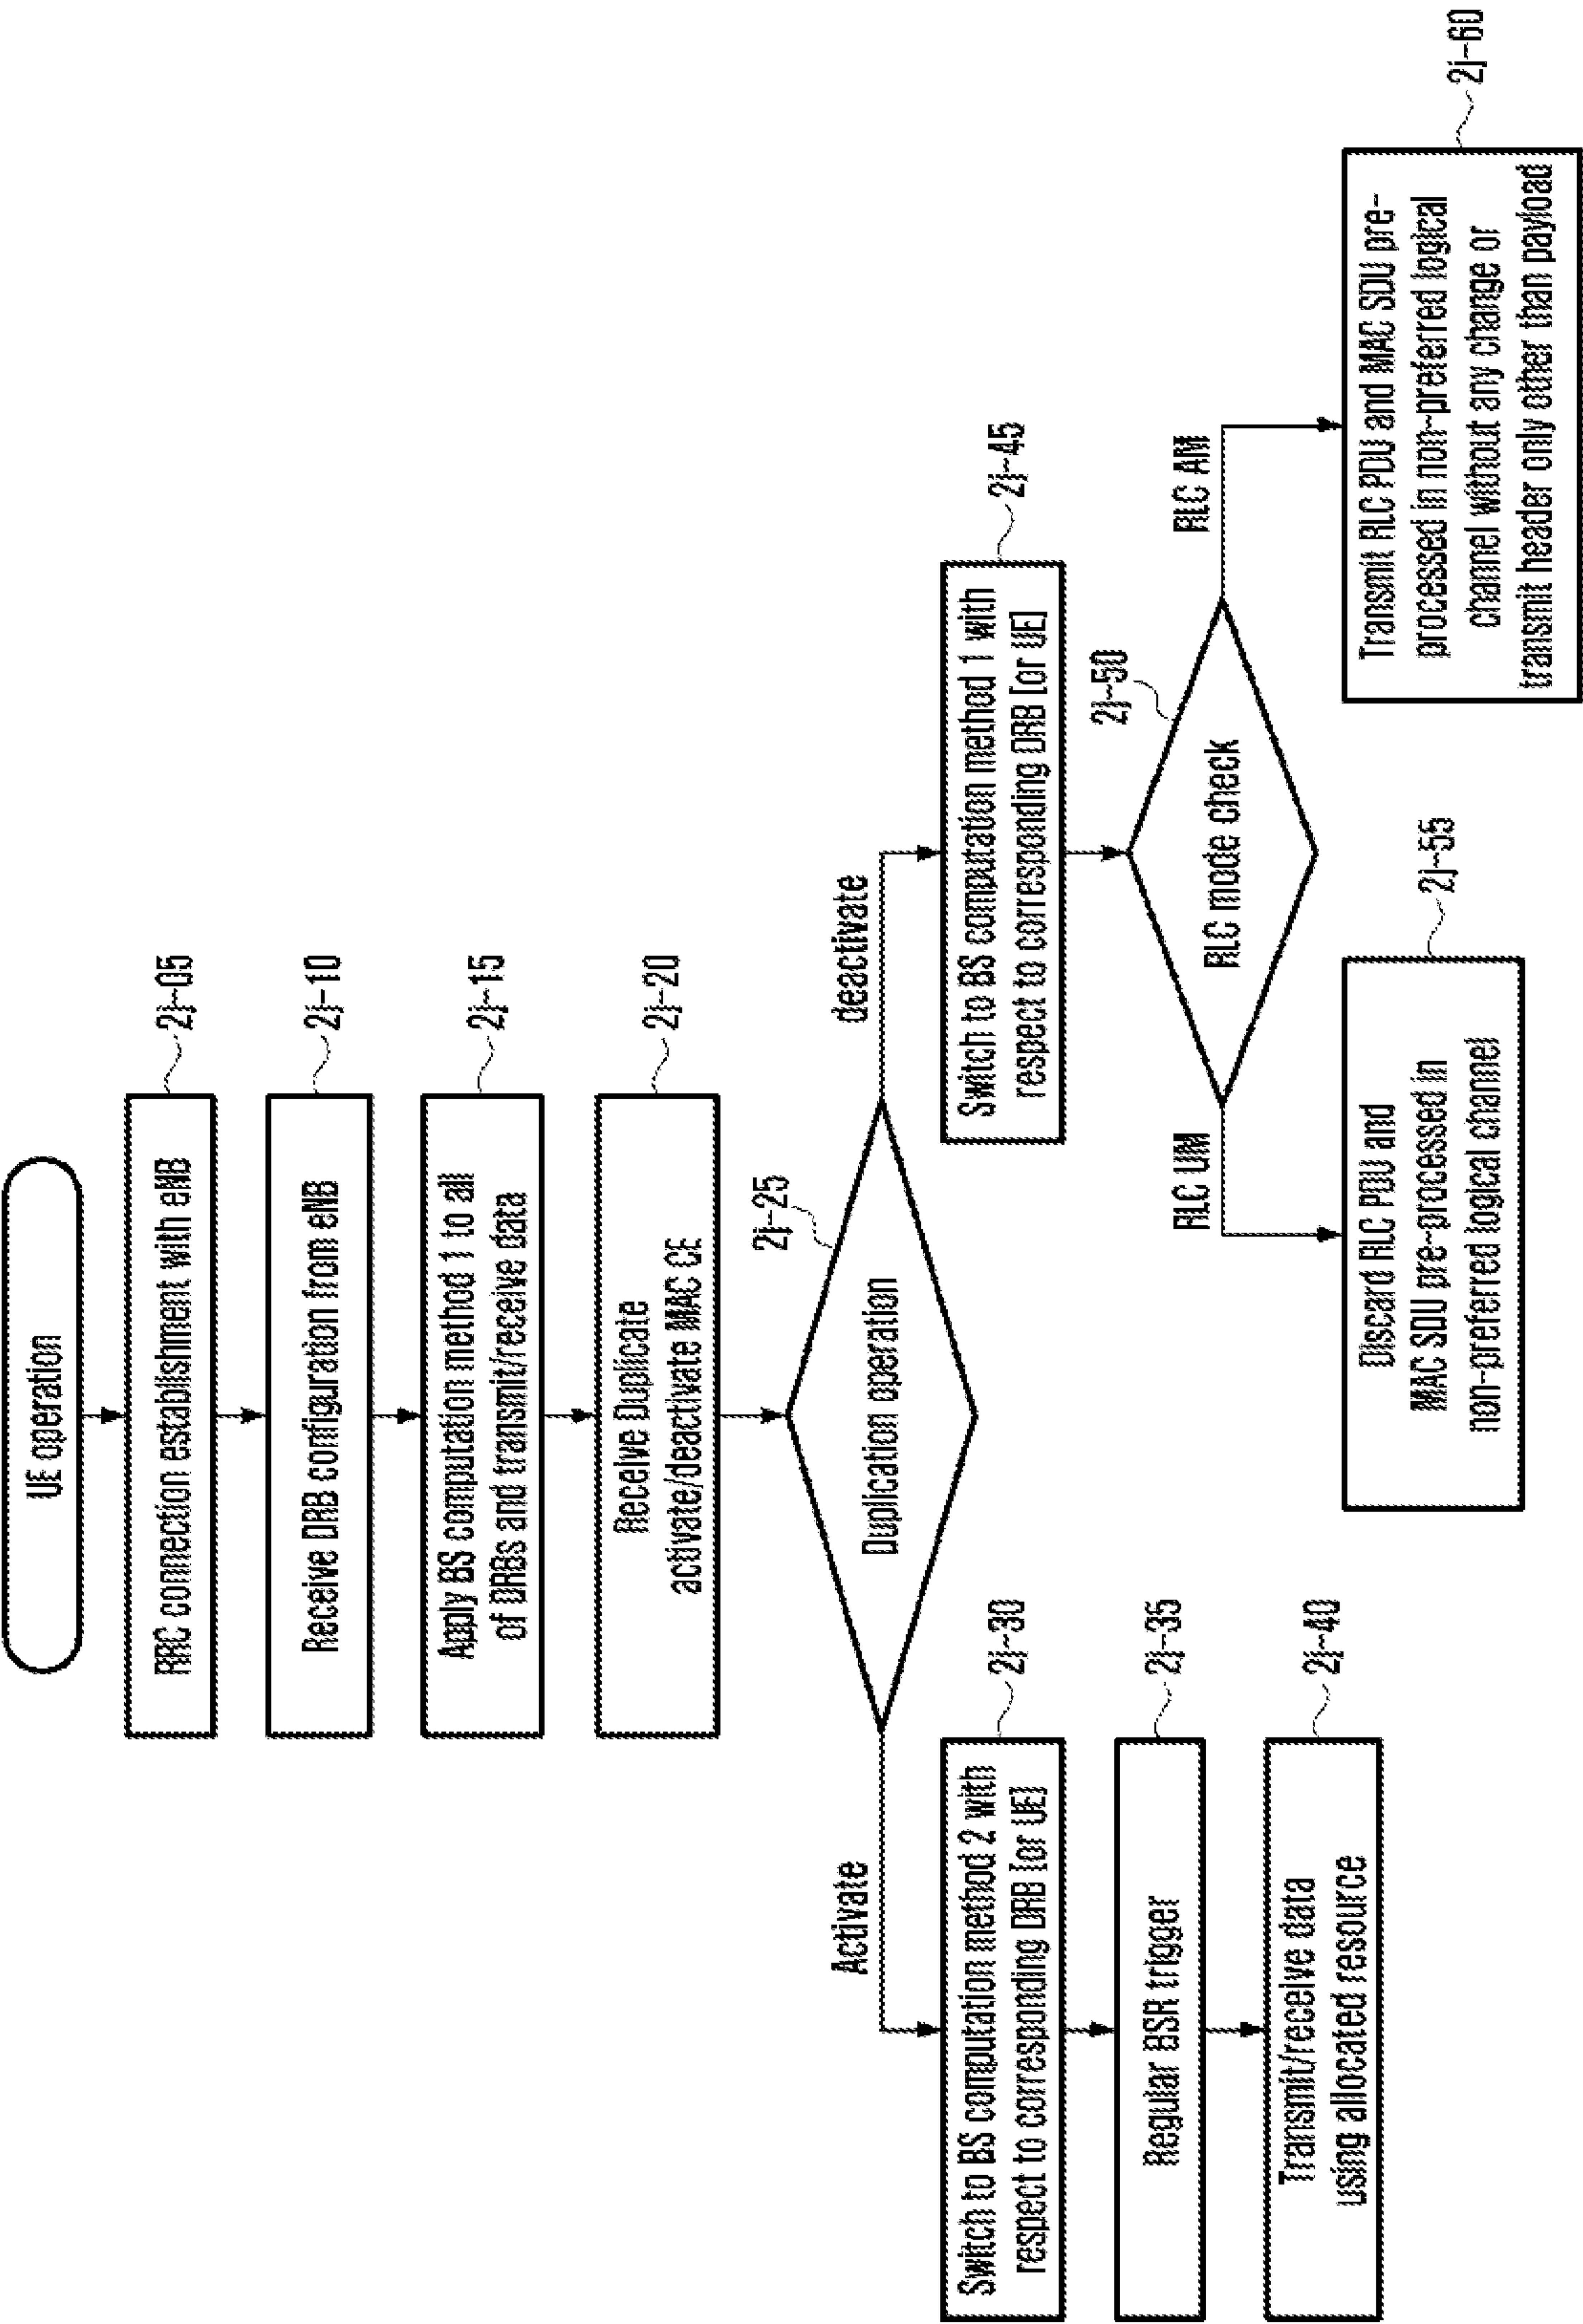 UE operation
RRC connection establishment with eNB
2j-05
Receive DRB configuration from eNB
2j-10
Apply BS computation method 1 to all
of DRBs and transmit/receive data
2j-15
Receive Duplicate
activate/deactivate MAC CE
2j-20
Duplication operation
2j-25
Activate
deactivate
Switch to BS computation method 2 with
respect to corresponding DRB [or UE]
2j-30
Regular BSR trigger
2j-35
Transmit/receive data
using allocated resource
2j-40
Switch to BS computation method 1 with
respect to corresponding DRB [or UE]
2j-45
RLC mode check
2j-50
RLC UM
RLC AM
Discard RLC PDU and
MAC SDU pre-processed in
non-preferred logical channel
2j-55
Transmit RLC PDU and MAC SDU pre-
processed in non-preferred logical
channel without any change or
transmit header only other than payload
2j-60